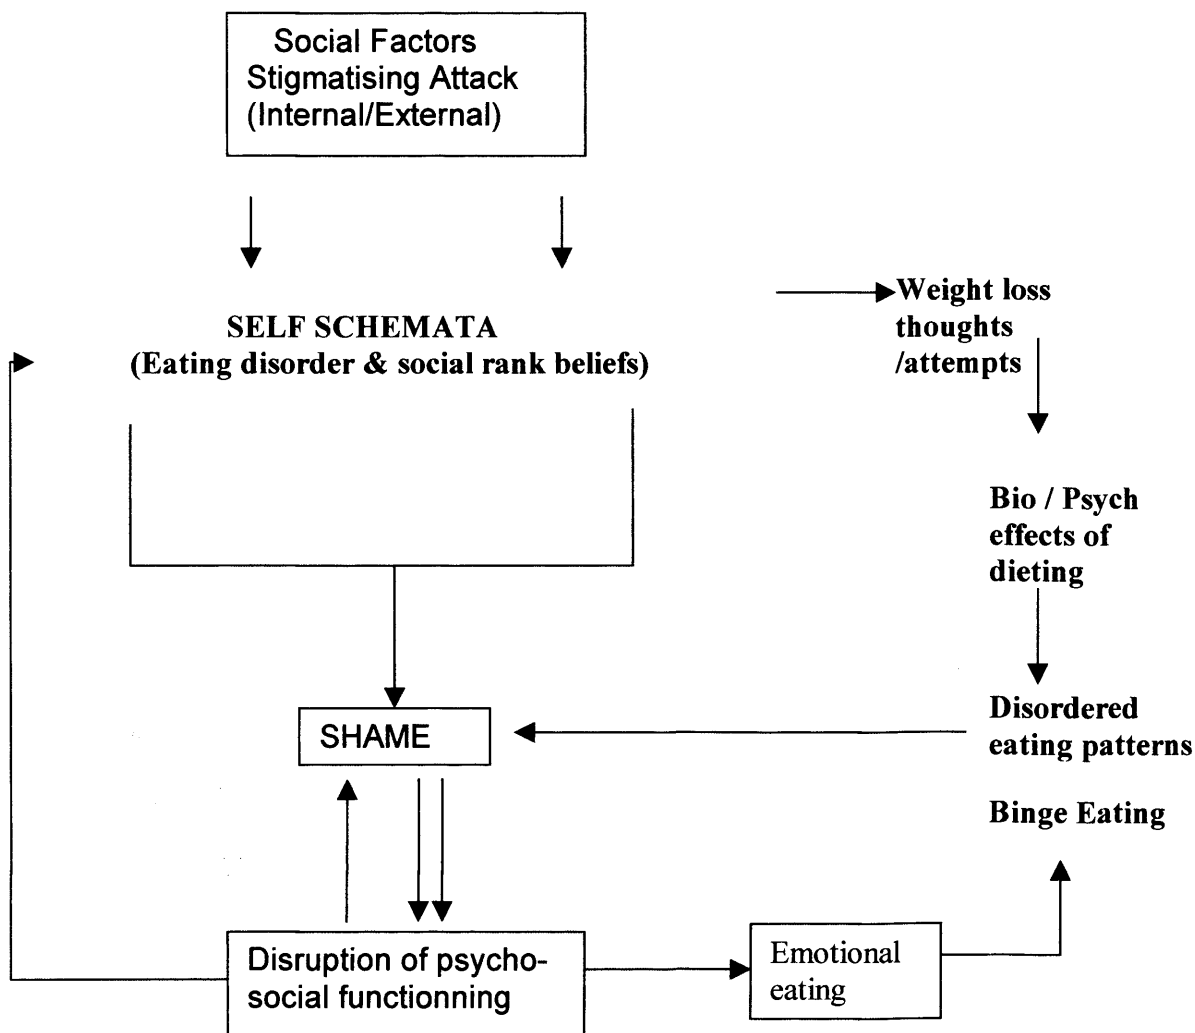 Social Factors
Stigmatising Attack
(Internal/External)
SELF SCHEMATA
(Eating disorder & social rank beliefs)
Weight loss
thoughts
/attempts
Bio / Psych
effects of
dieting
Disordered
eating patterns
Binge Eating
SHAME
Disruption of psycho-
social functionning
Emotional
eating